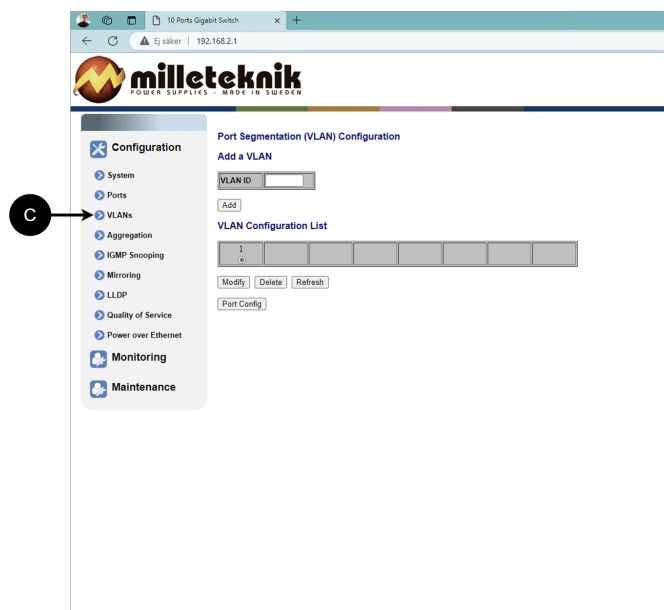 10 Ports Gigabit Switch
Ej säker
192.168.2.1
milleteknik
POWER SUPPLIES - MADE IN SWEDEN
Configuration
System
Ports
VLANs
Aggregation
IGMP Snooping
Mirroring
LLDP
Quality of Service
Power over Ethernet
Monitoring
Maintenance
C
Port Segmentation (VLAN) Configuration
Add a VLAN
VLAN ID
Add
VLAN Configuration List
1
Modify Delete Refresh
Port Config